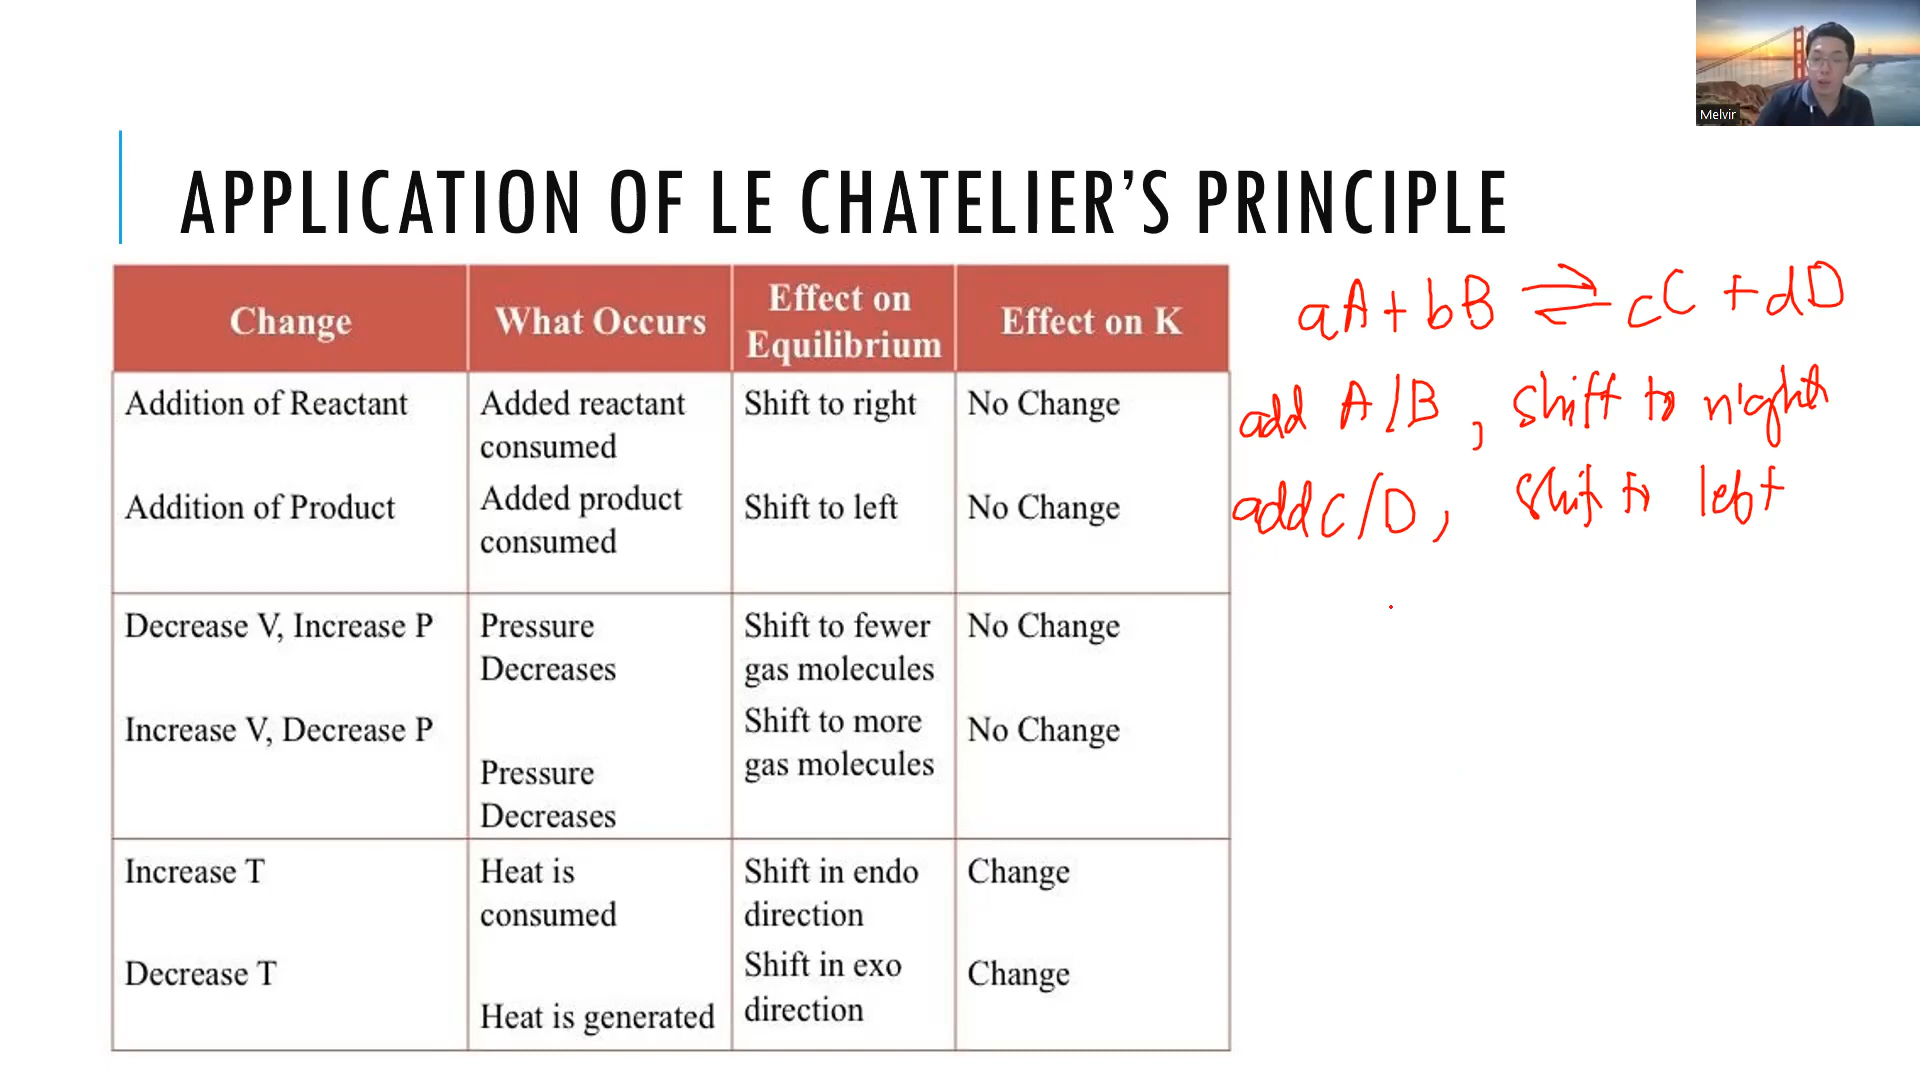 Melvir
APPLICATION OF LE CHATELIER’S PRINCIPLE
Change
What Occurs
Effect on
Equilibrium
Effect on K
Addition of Reactant
Added reactant
consumed
Shift to right
No Change
Addition of Product
Added product
consumed
Shift to left
No Change
Decrease V, Increase P
Pressure
Decreases
Shift to fewer
gas molecules
No Change
Increase V, Decrease P
Pressure
Decreases
Shift to more
gas molecules
No Change
Increase T
Heat is
consumed
Shift in endo
direction
Change
Decrease T
Heat is generated
Shift in exo
direction
Change
aA + bB ⇌ cC + dD
add A/B, shift to right
add C/D, shift to left